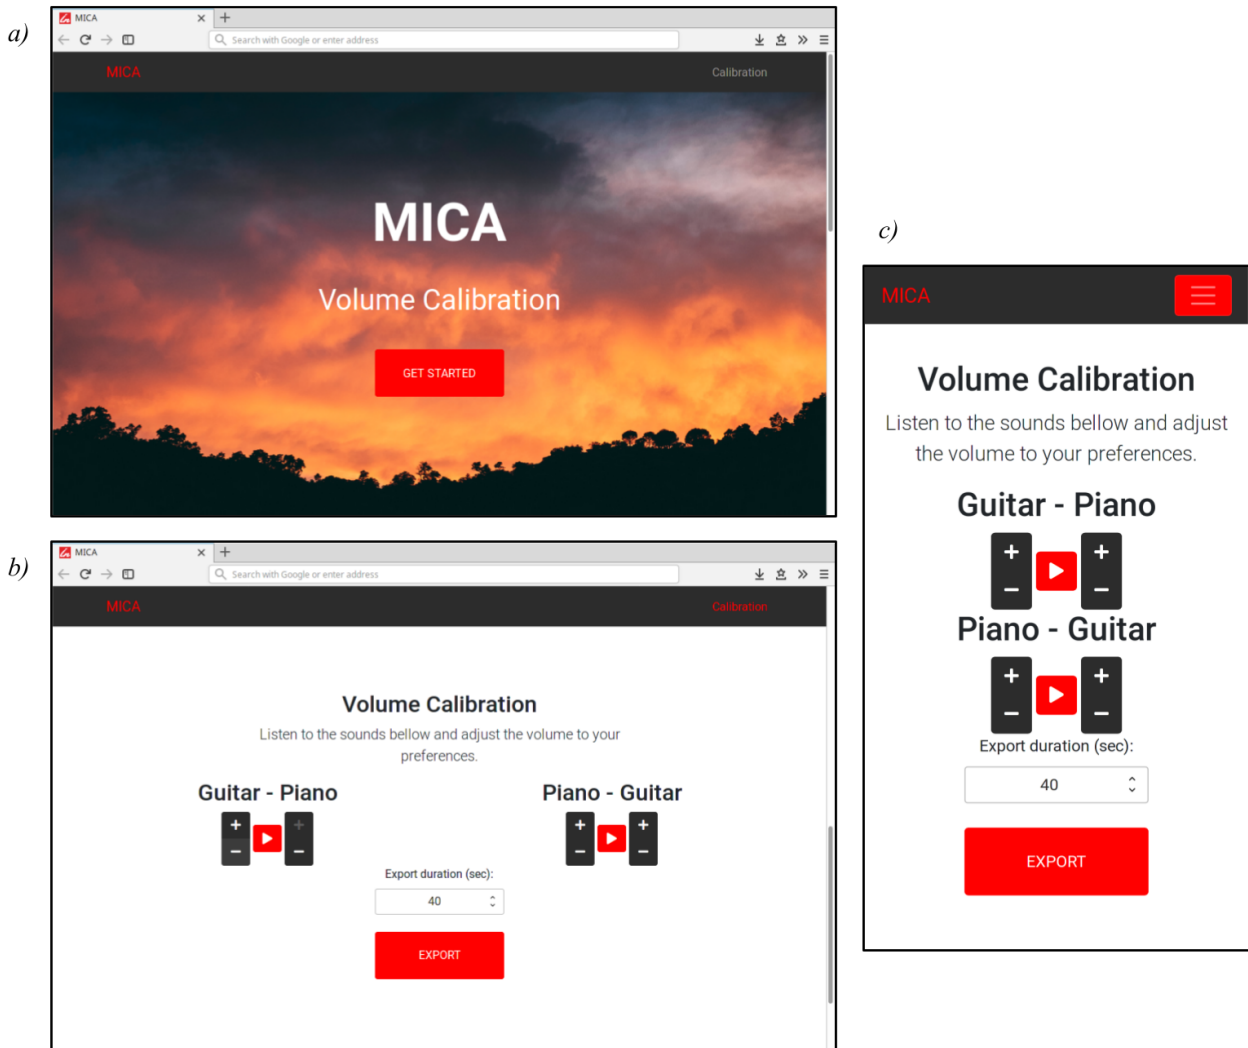 a)
MICA
Search with Google or enter address
MICA
Calibration
MICA
Volume Calibration
GET STARTED
b)
MICA
Search with Google or enter address
MICA
Calibration
Volume Calibration
Listen to the sounds bellow and adjust the volume to your
preferences.
Guitar - Piano
Piano - Guitar
Export duration (sec):
40
EXPORT
c)
MICA
Volume Calibration
Listen to the sounds bellow and adjust
the volume to your preferences.
Guitar - Piano
Piano - Guitar
Export duration (sec):
40
EXPORT